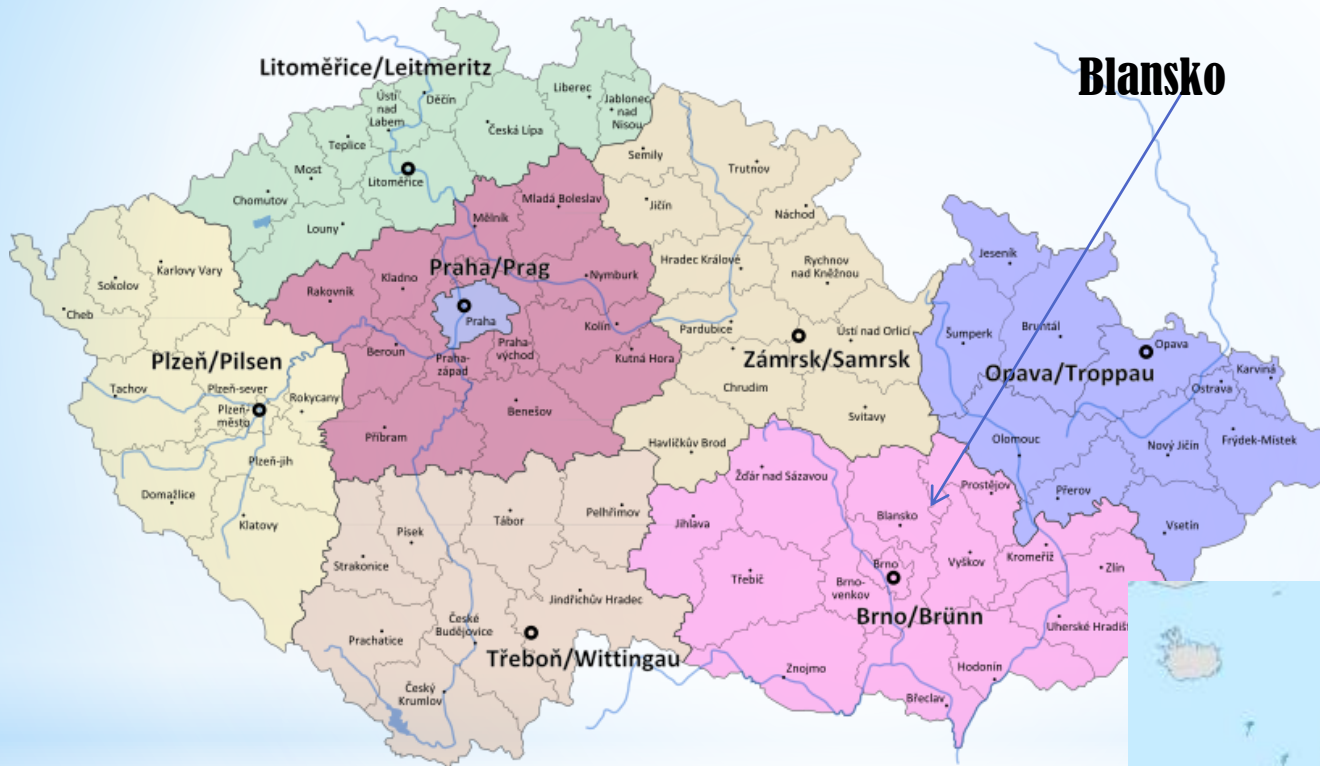 Blansko
Litoměřice/Leitmeritz
Ústí
nad
Labem
Děčín
Liberec
Jablonec
nad
Nisou
Česká Lípa
Teplice
Most
Chomutov
Litoměřice
Louny
Semily
Trutnov
Jičín
Náchod
Hradec Králové
Rychnov
nad Kněžnou
Pardubice
Ústí nad Orlicí
Zámrsk/Samrsk
Chrudim
Svitavy
Havlíčkův Brod
Mladá Boleslav
Mělník
Praha/Prag
Kladno
Rakovník
Nymburk
Praha
Kolín
Beroun
Praha-
západ
Praha-
východ
Kutná Hora
Benešov
Příbram
Karlovy Vary
Sokolov
Cheb
Plzeň/Pilsen
Tachov
Plzeň-sever
Rokycany
Plzeň-
město
Plzeň-jih
Domažlice
Klatovy
Jeseník
Šumperk
Bruntál
Opava
Opava/Troppau
Karviná
Ostrava
Olomouc
Nový Jičín
Frýdek-Místek
Přerov
Vsetín
Písek
Tábor
Pelhřimov
Strakonice
Jindřichův Hradec
České
Budějovice
Prachatice
Třeboň/Wittingau
Český
Krumlov
Žďár nad Sázavou
Prostějov
Jihlava
Blansko
Třebíč
Brno
Brno-
venkov
Vyškov
Kroměříž
Zlín
Brno/Brünn
Uherské Hradišt
Znojmo
Hodonín
Břeclav